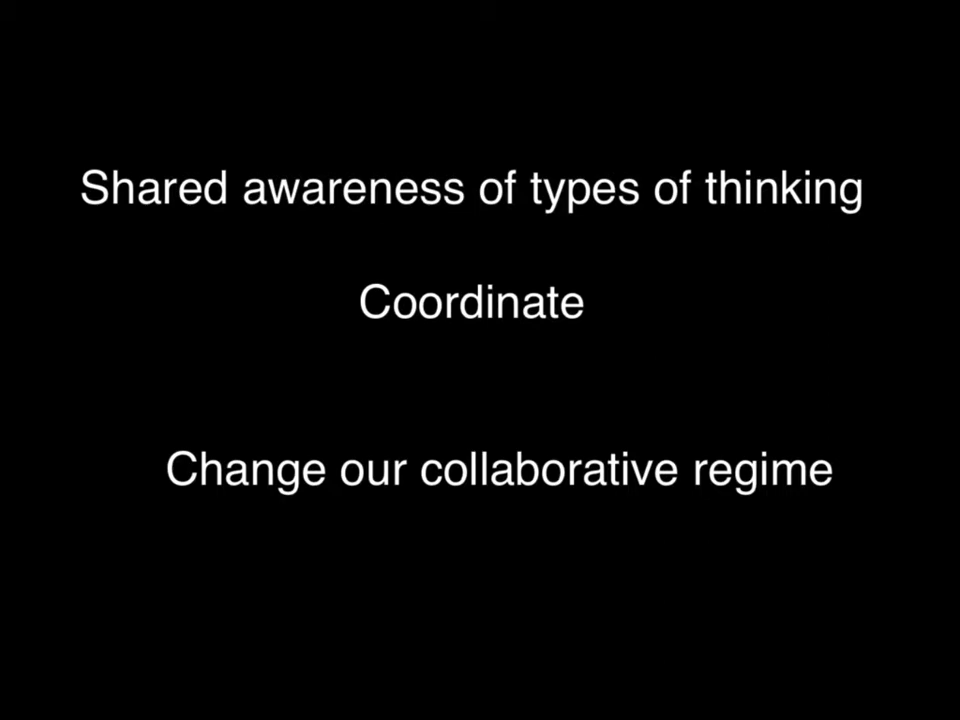 Shared awareness of types of thinking
Coordinate
Change our collaborative regime